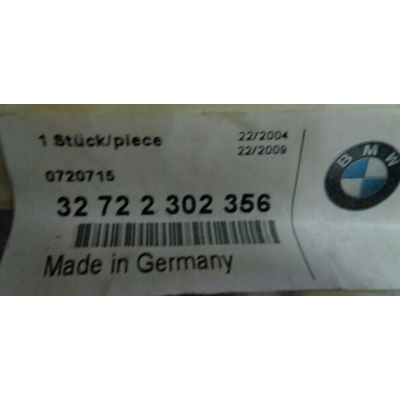 1 Stück/piece
22/2004
22/2009
0720715
32 72 2 302 356
Made in Germany
BMW